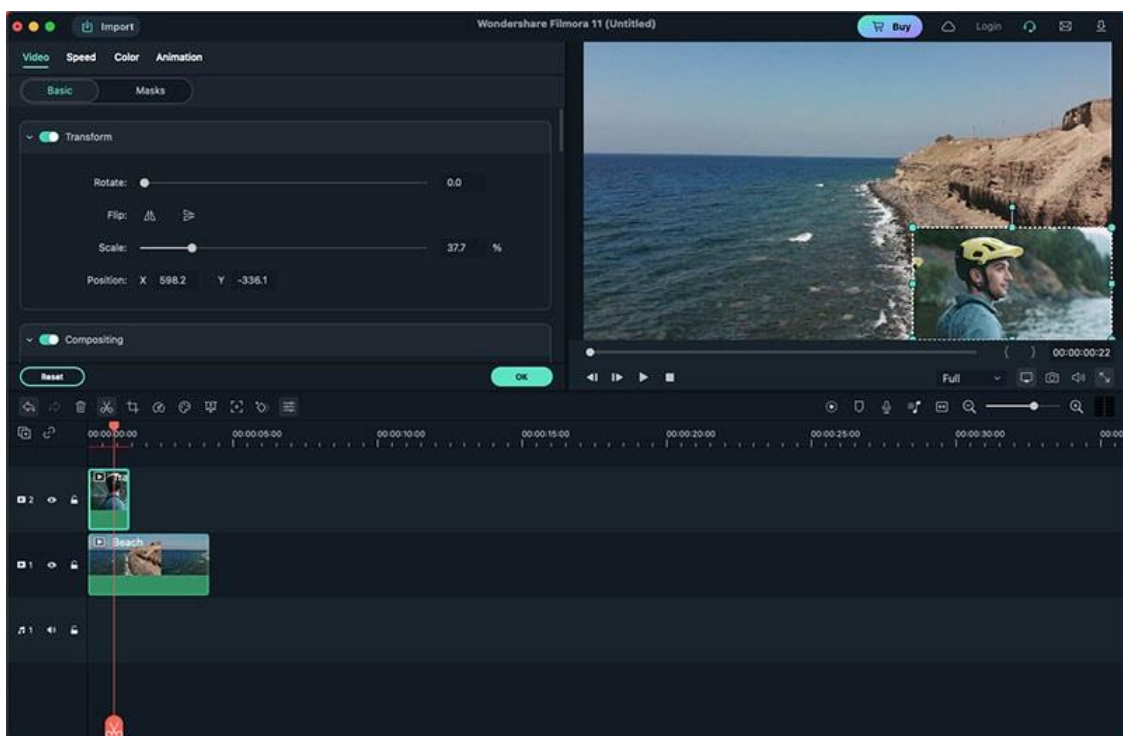 Import
Wondershare Filmora 11 (Untitled)
Buy
Login
Video Speed Color Animation
Basic Masks
Transform
Rotate: 0.0
Flip:
Scale: 37.7 %
Position: X 598.2 Y -336.1
Compositing
Reset OK
00:00:00:22
Full
00:00:00:00 00:00:05:00 00:00:10:00 00:00:15:00 00:00:20:00 00:00:25:00 00:00:30:00
2
Beach
1
1